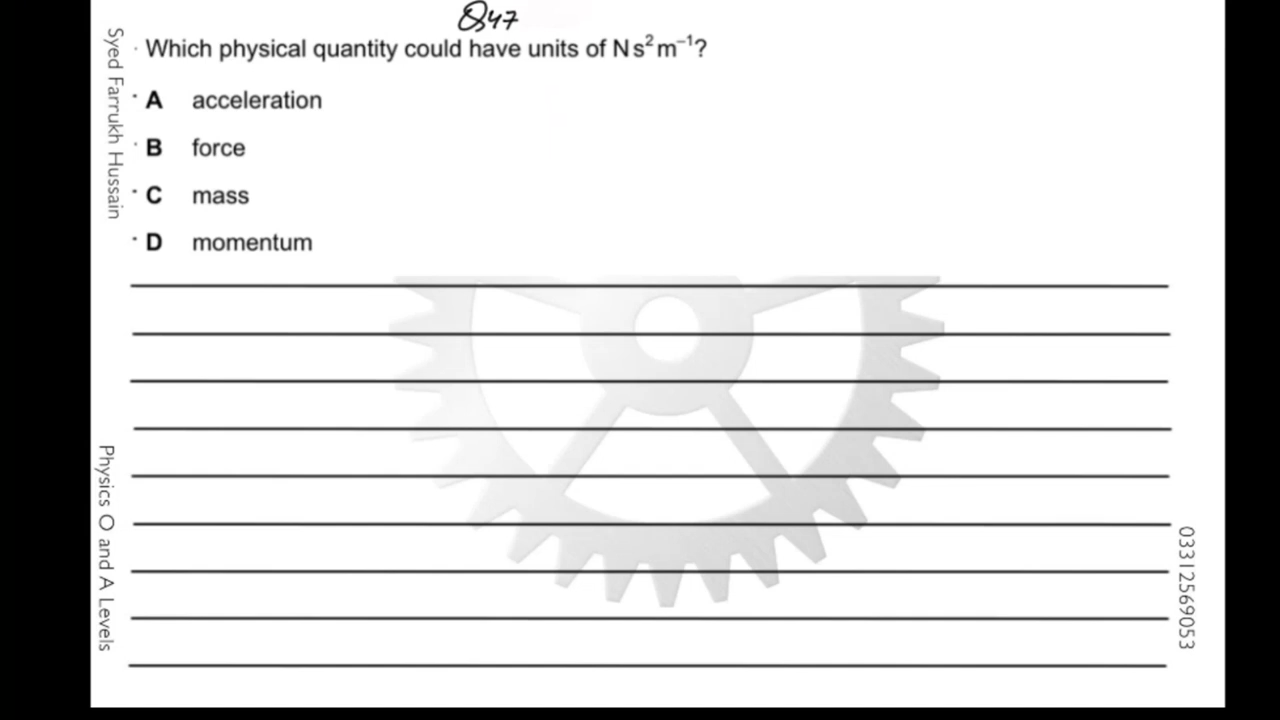 Q47
Which physical quantity could have units of N s² m⁻¹?
A acceleration
B force
C mass
D momentum
Syed Farrukh Hussain
Physics O and A Levels
03312569053